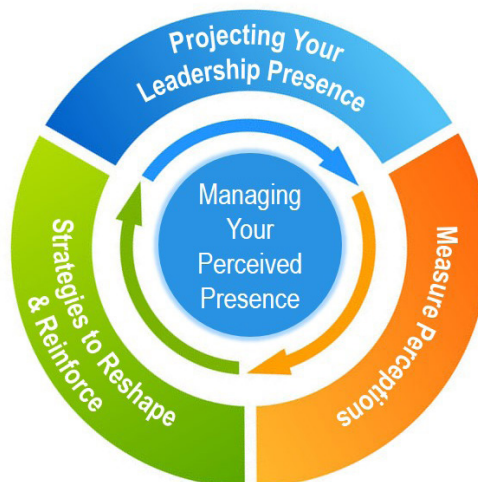 Projecting Your
Leadership Presence
Managing
Your
Perceived
Presence
Measure Perceptions
Strategies to Reshape
& Reinforce